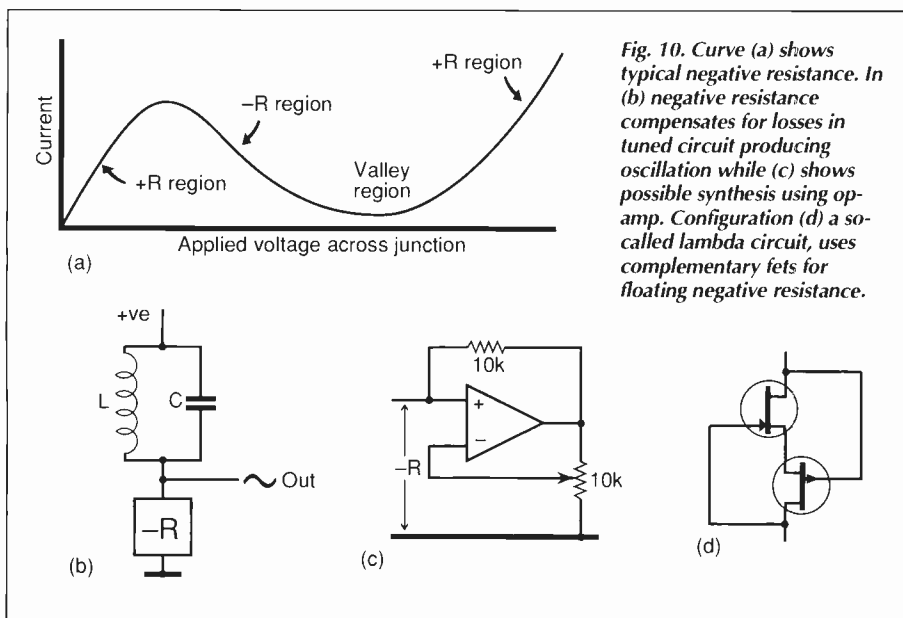 Current
+R region
–R region
Valley
region
+R region
Applied voltage across junction
(a)
Fig. 10. Curve (a) shows
typical negative resistance. In
(b) negative resistance
compensates for losses in
tuned circuit producing
oscillation while (c) shows
possible synthesis using op-
amp. Configuration (d) a so-
called lambda circuit, uses
complementary fets for
floating negative resistance.
+ve
L
C
Out
–R
(b)
10k
+
–
–R
10k
(c)
(d)